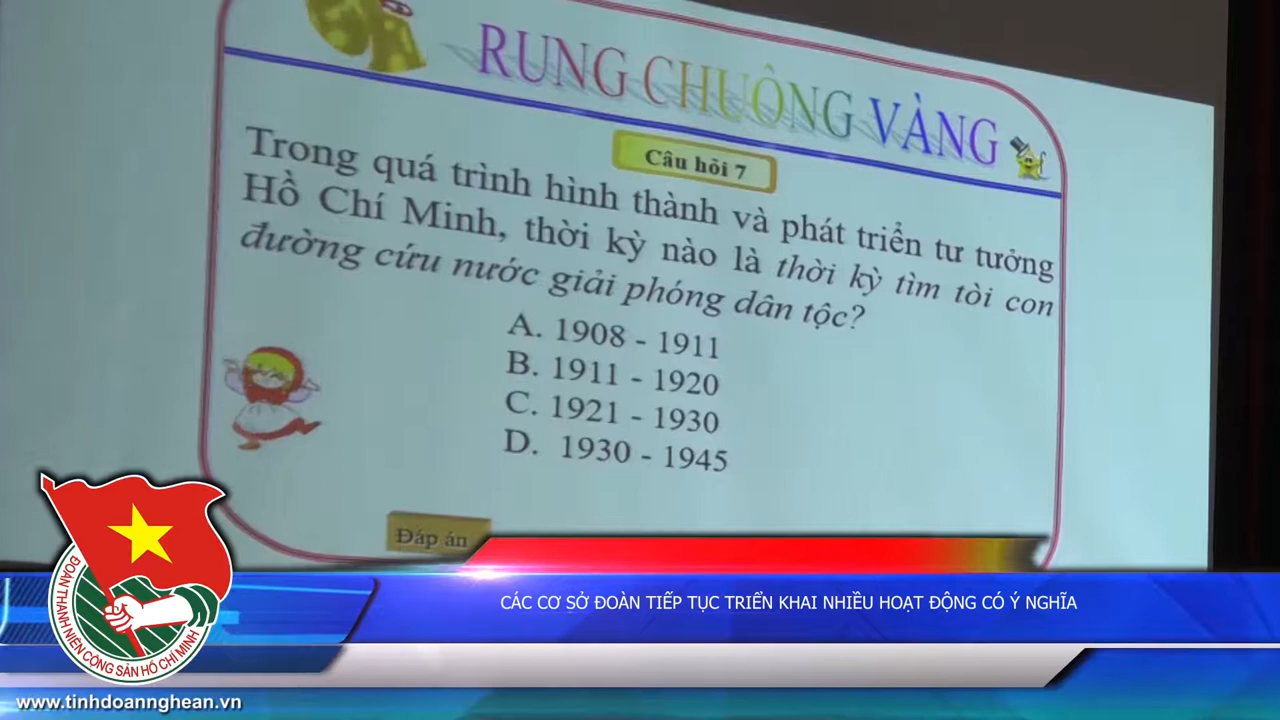 RUNG CHUÔNG VÀNG
Câu hỏi 7
Trong quá trình hình thành và phát triển tư tưởng
Hồ Chí Minh, thời kỳ nào là thời kỳ tìm tòi con
đường cứu nước giải phóng dân tộc?
A. 1908 - 1911
B. 1911 - 1920
C. 1921 - 1930
D. 1930 - 1945
Đáp án
CÁC CƠ SỞ ĐOÀN TIẾP TỤC TRIỂN KHAI NHIỀU HOẠT ĐỘNG CÓ Ý NGHĨA
ĐOÀN THANH NIÊN CỘNG SẢN HỒ CHÍ MINH
www.tinhdoannghean.vn